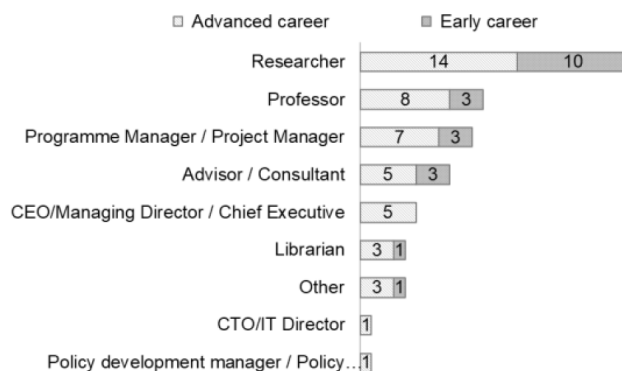 Advanced career Early career
Researcher 14 10
Professor 8 3
Programme Manager / Project Manager 7 3
Advisor / Consultant 5 3
CEO/Managing Director / Chief Executive 5
Librarian 3 1
Other 3 1
CTO/IT Director 1
Policy development manager / Policy… 1